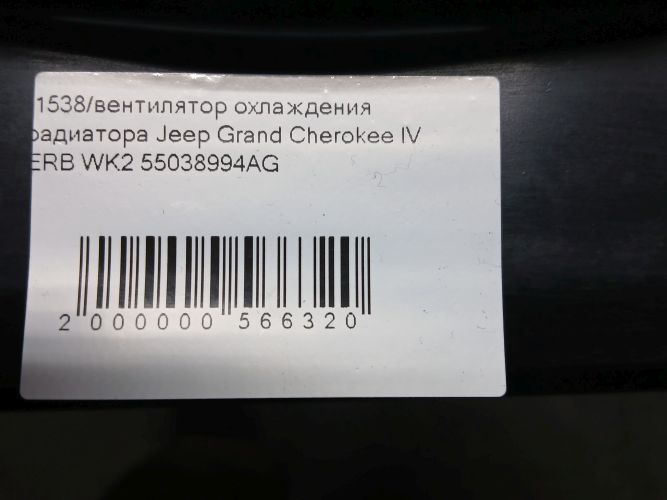 1538/вентилятор охлаждения
радиатора Jeep Grand Cherokee IV
ERB WK2 55038994AG
2 000000 566320